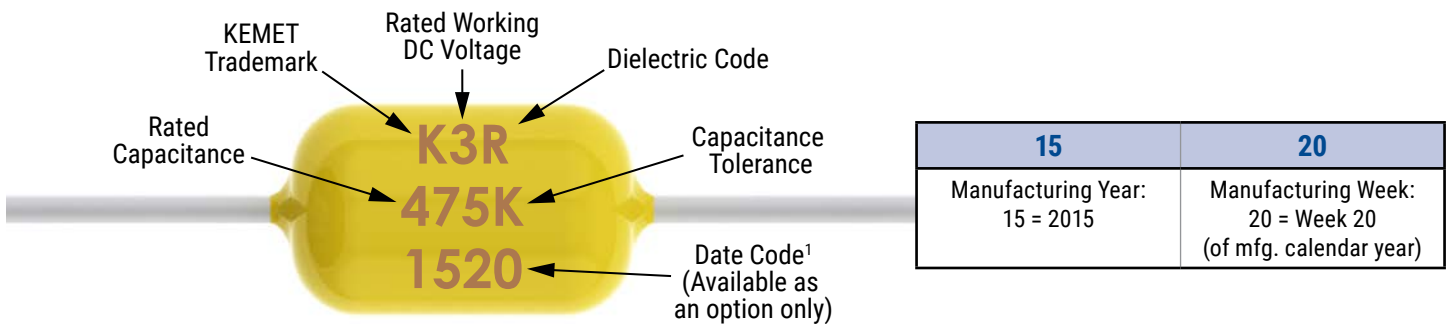 KEMET
Trademark
Rated Working
DC Voltage
Dielectric Code
Rated
Capacitance
K3R
475K
1520
Capacitance
Tolerance
Date Code¹
(Available as
an option only)
15 20
Manufacturing Year:
15 = 2015
Manufacturing Week:
20 = Week 20
(of mfg. calendar year)